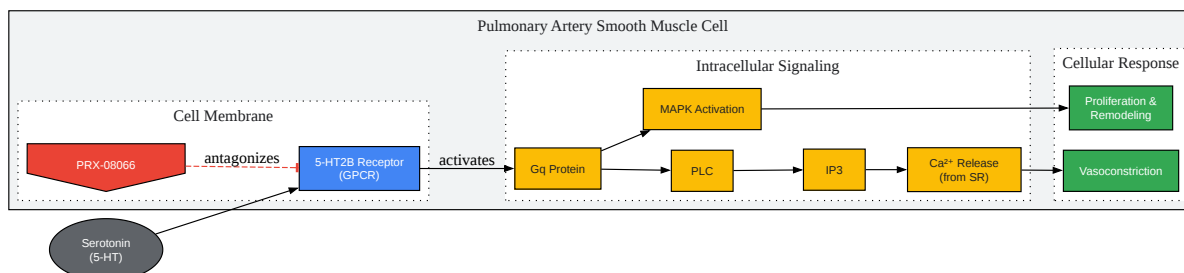 Pulmonary Artery Smooth Muscle Cell
Intracellular Signaling
Cellular Response
MAPK Activation
Proliferation &
Remodeling
Cell Membrane
PRX-08066
antagonizes
5-HT2B Receptor
(GPCR)
activates
Gq Protein
PLC
IP3
Ca²⁺ Release
(from SR)
Vasoconstriction
Serotonin
(5-HT)